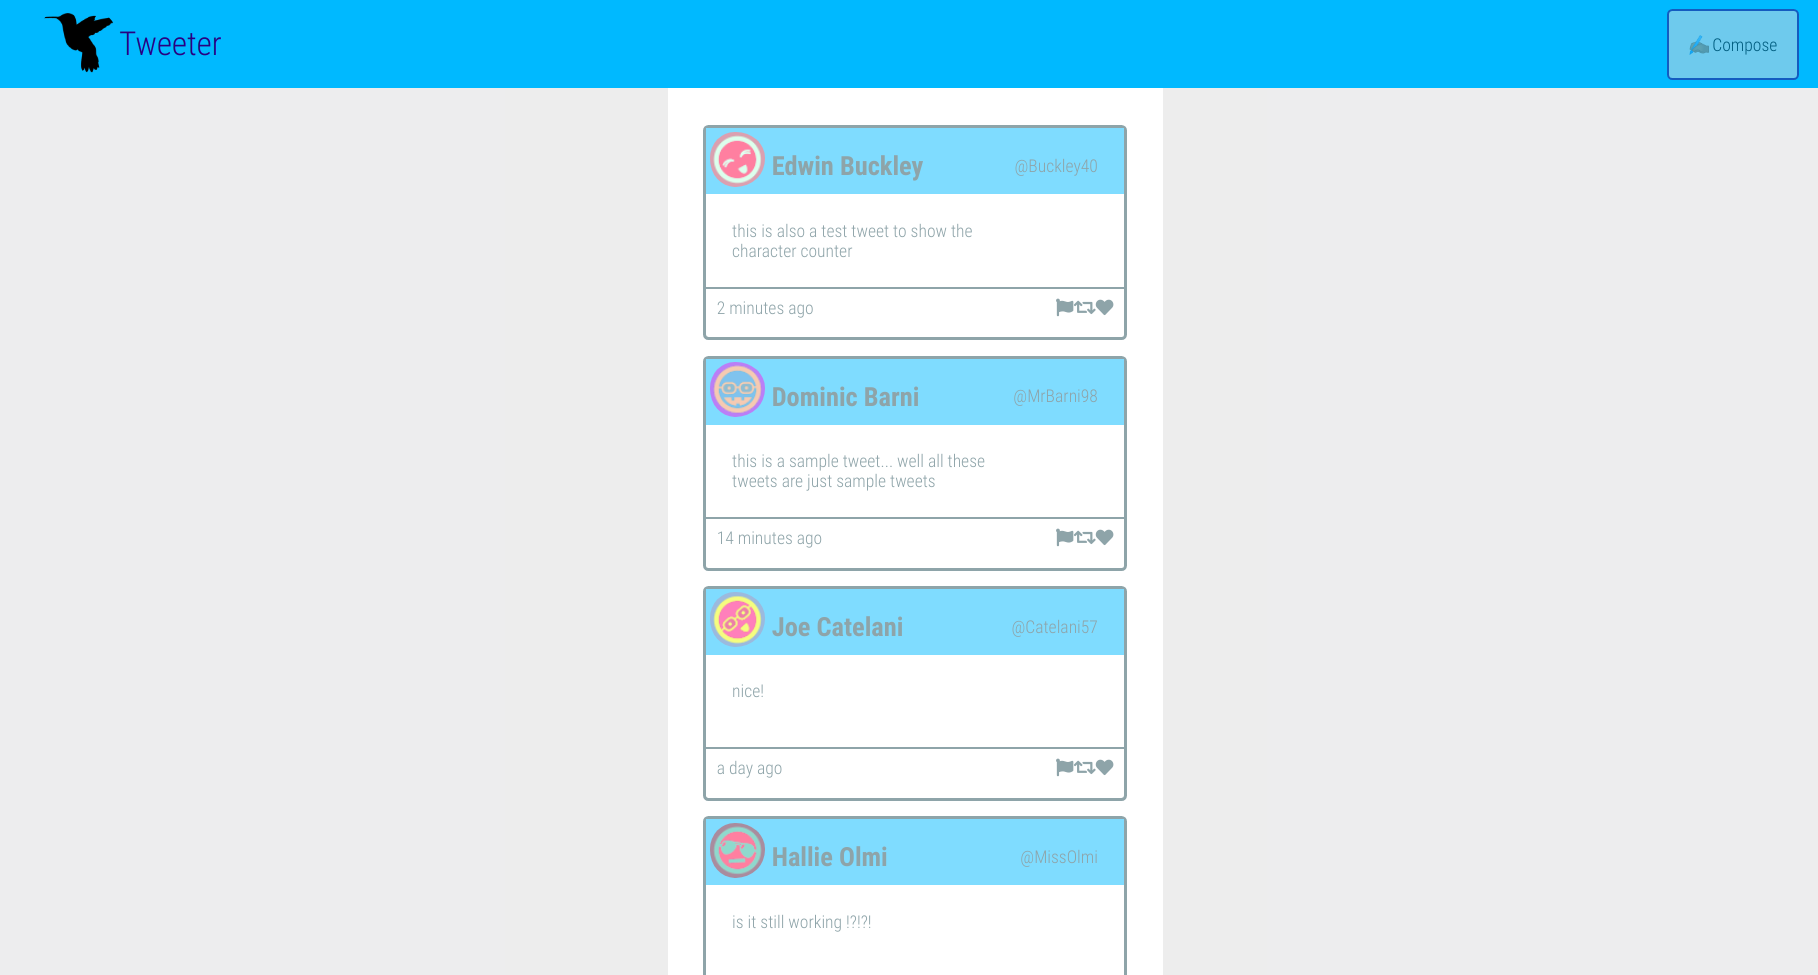 Tweeter
✍Compose
Edwin Buckley
@Buckley40
this is also a test tweet to show the
character counter
2 minutes ago
Dominic Barni
@MrBarni98
this is a sample tweet... well all these
tweets are just sample tweets
14 minutes ago
Joe Catelani
@Catelani57
nice!
a day ago
Hallie Olmi
@MissOlmi
is it still working !?!?!